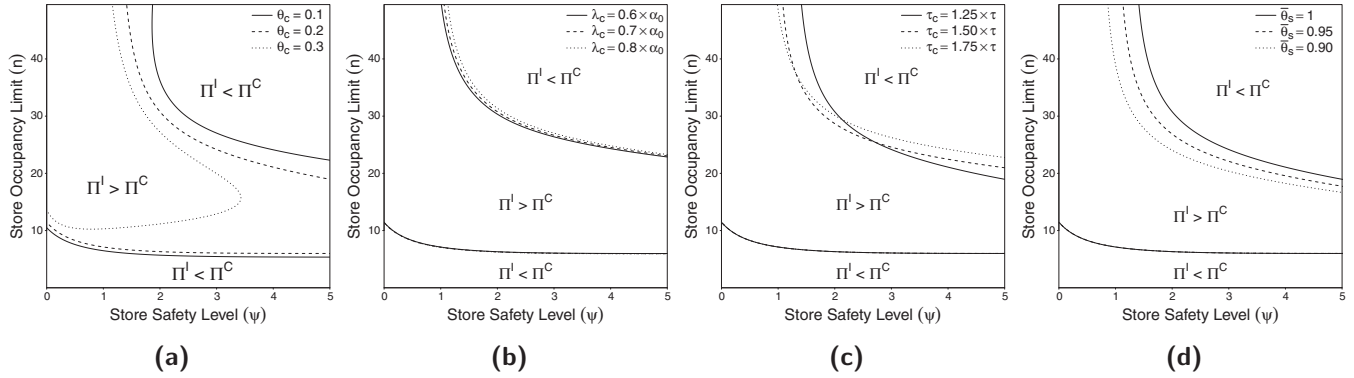 Store Occupancy Limit (n)
40
30
20
10
0
θc = 0.1
θc = 0.2
θc = 0.3
Π^I < Π^C
Π^I > Π^C
Π^I < Π^C
0 1 2 3 4 5
Store Safety Level (ψ)
(a)
Store Occupancy Limit (n)
40
30
20
10
0
λc = 0.6 × α0
λc = 0.7 × α0
λc = 0.8 × α0
Π^I < Π^C
Π^I > Π^C
Π^I < Π^C
0 1 2 3 4 5
Store Safety Level (ψ)
(b)
Store Occupancy Limit (n)
40
30
20
10
0
τc = 1.25 × τ
τc = 1.50 × τ
τc = 1.75 × τ
Π^I < Π^C
Π^I > Π^C
Π^I < Π^C
0 1 2 3 4 5
Store Safety Level (ψ)
(c)
Store Occupancy Limit (n)
40
30
20
10
0
θ̅s = 1
θ̅s = 0.95
θ̅s = 0.90
Π^I < Π^C
Π^I > Π^C
Π^I < Π^C
0 1 2 3 4 5
Store Safety Level (ψ)
(d)